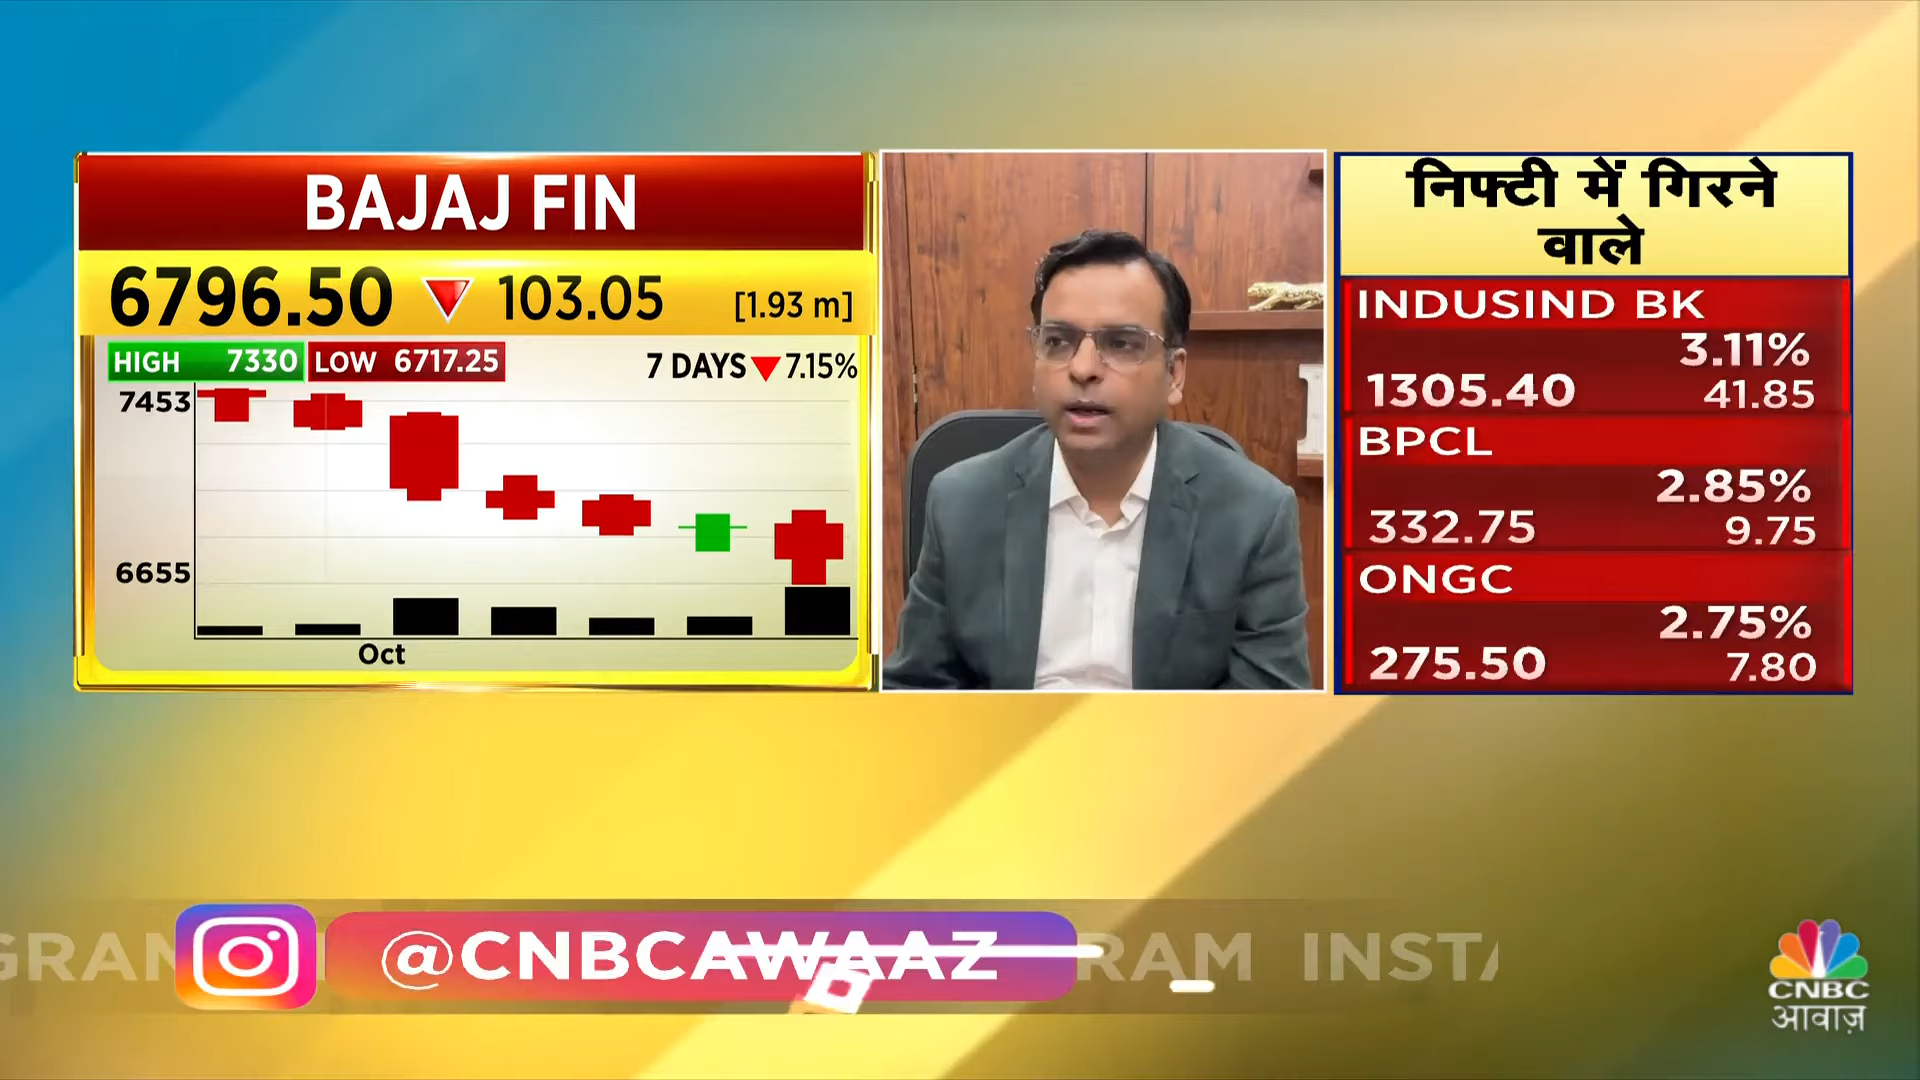 BAJAJ FIN
6796.50 103.05 [1.93 m]
HIGH 7330 LOW 6717.25 7 DAYS 7.15%
7453
6655
Oct
निफ्टी में गिरने
वाले
INDUSIND BK
3.11%
1305.40 41.85
BPCL
2.85%
332.75 9.75
ONGC
2.75%
275.50 7.80
GRAM @CNBCAWAAZ RAM INSTA
CNBC
आवाज़